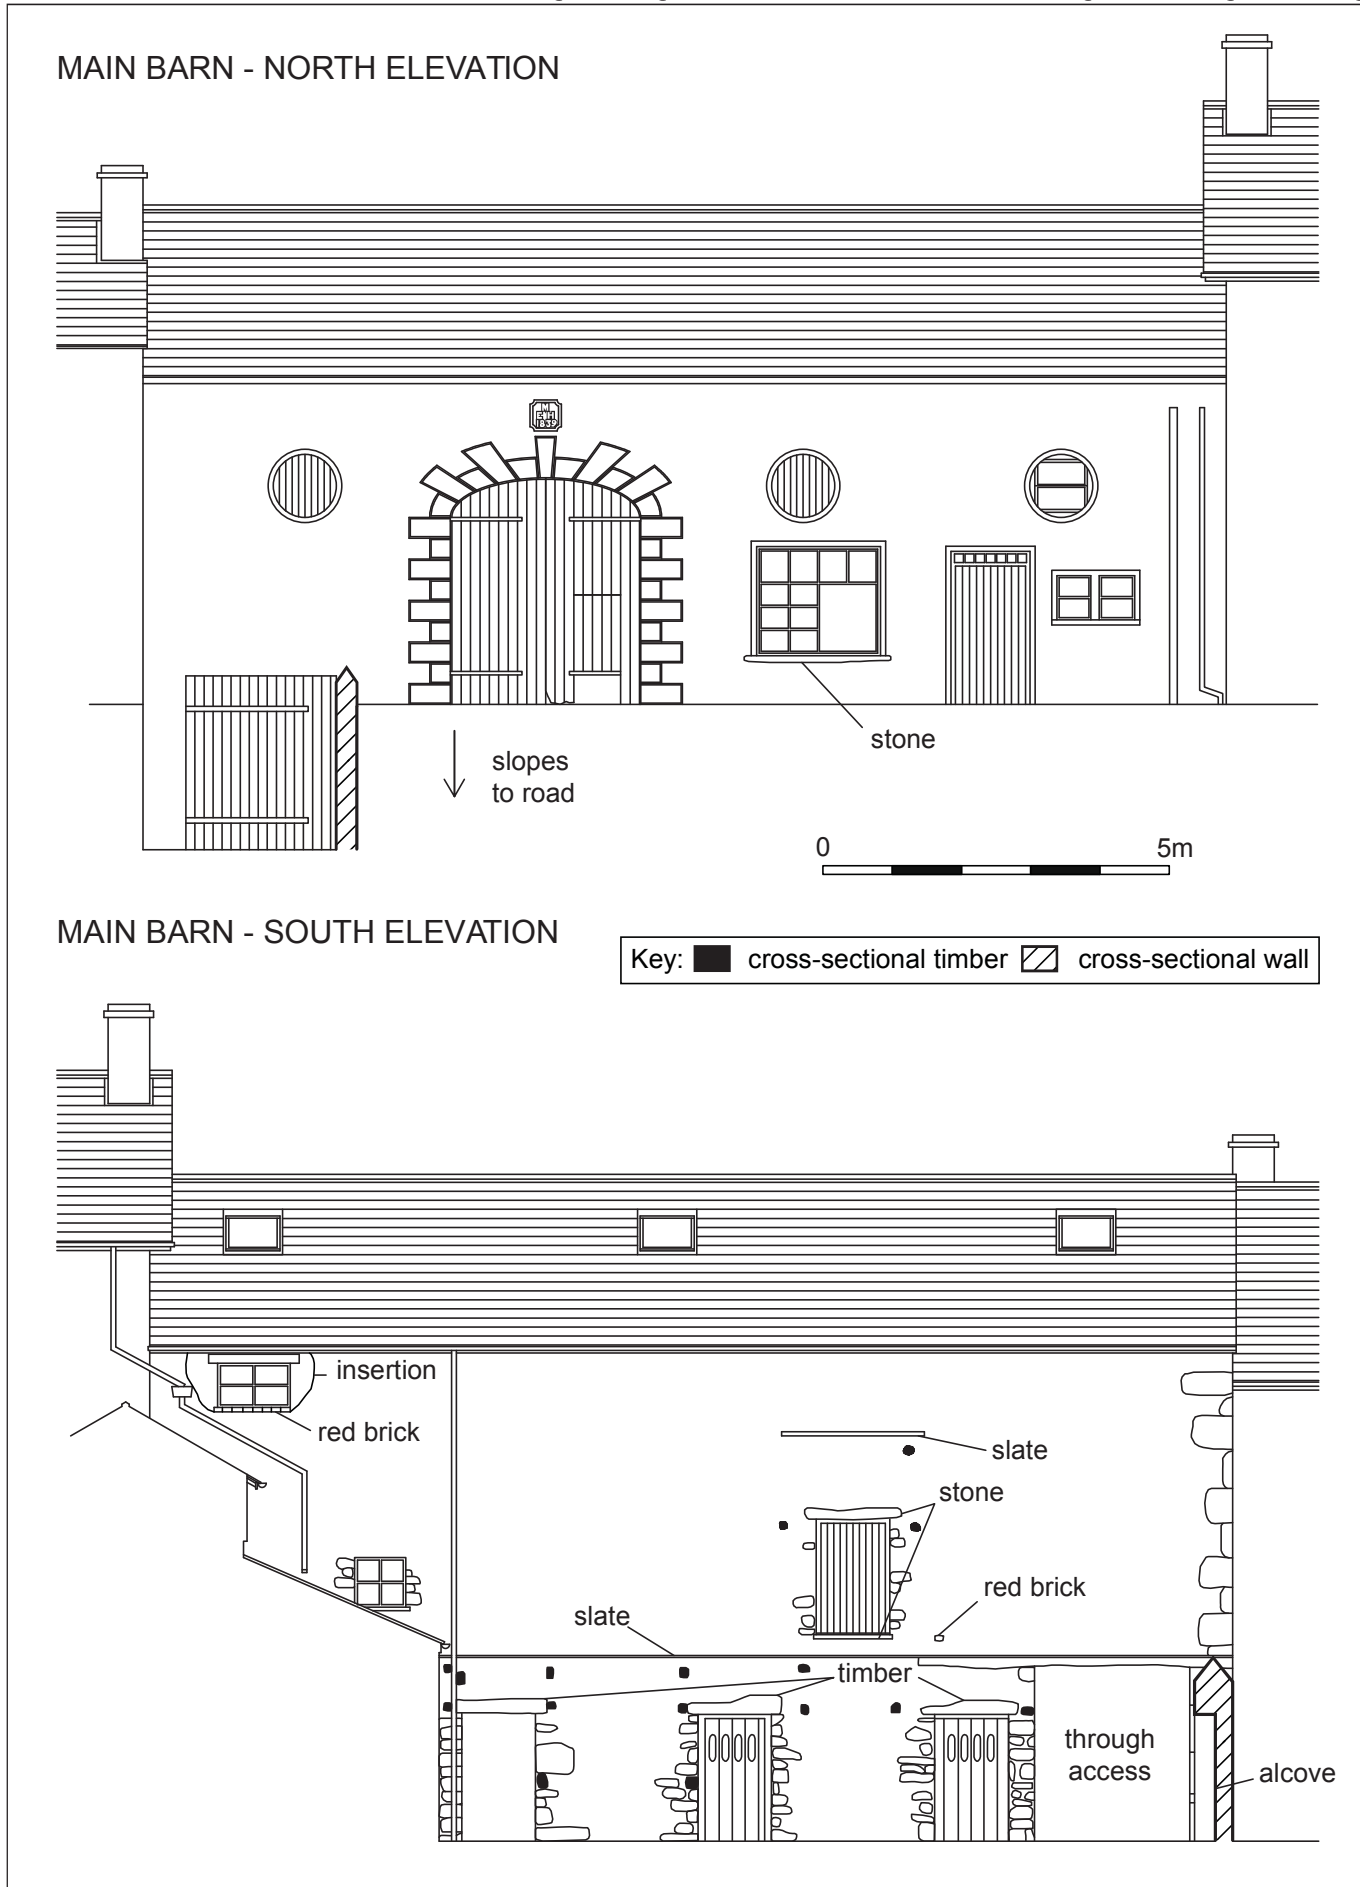 MAIN BARN - NORTH ELEVATION
M
E H
1839
stone
slopes
to road
0 5m
MAIN BARN - SOUTH ELEVATION
Key: cross-sectional timber cross-sectional wall
insertion
red brick
slate
stone
red brick
slate
timber
through
access
alcove